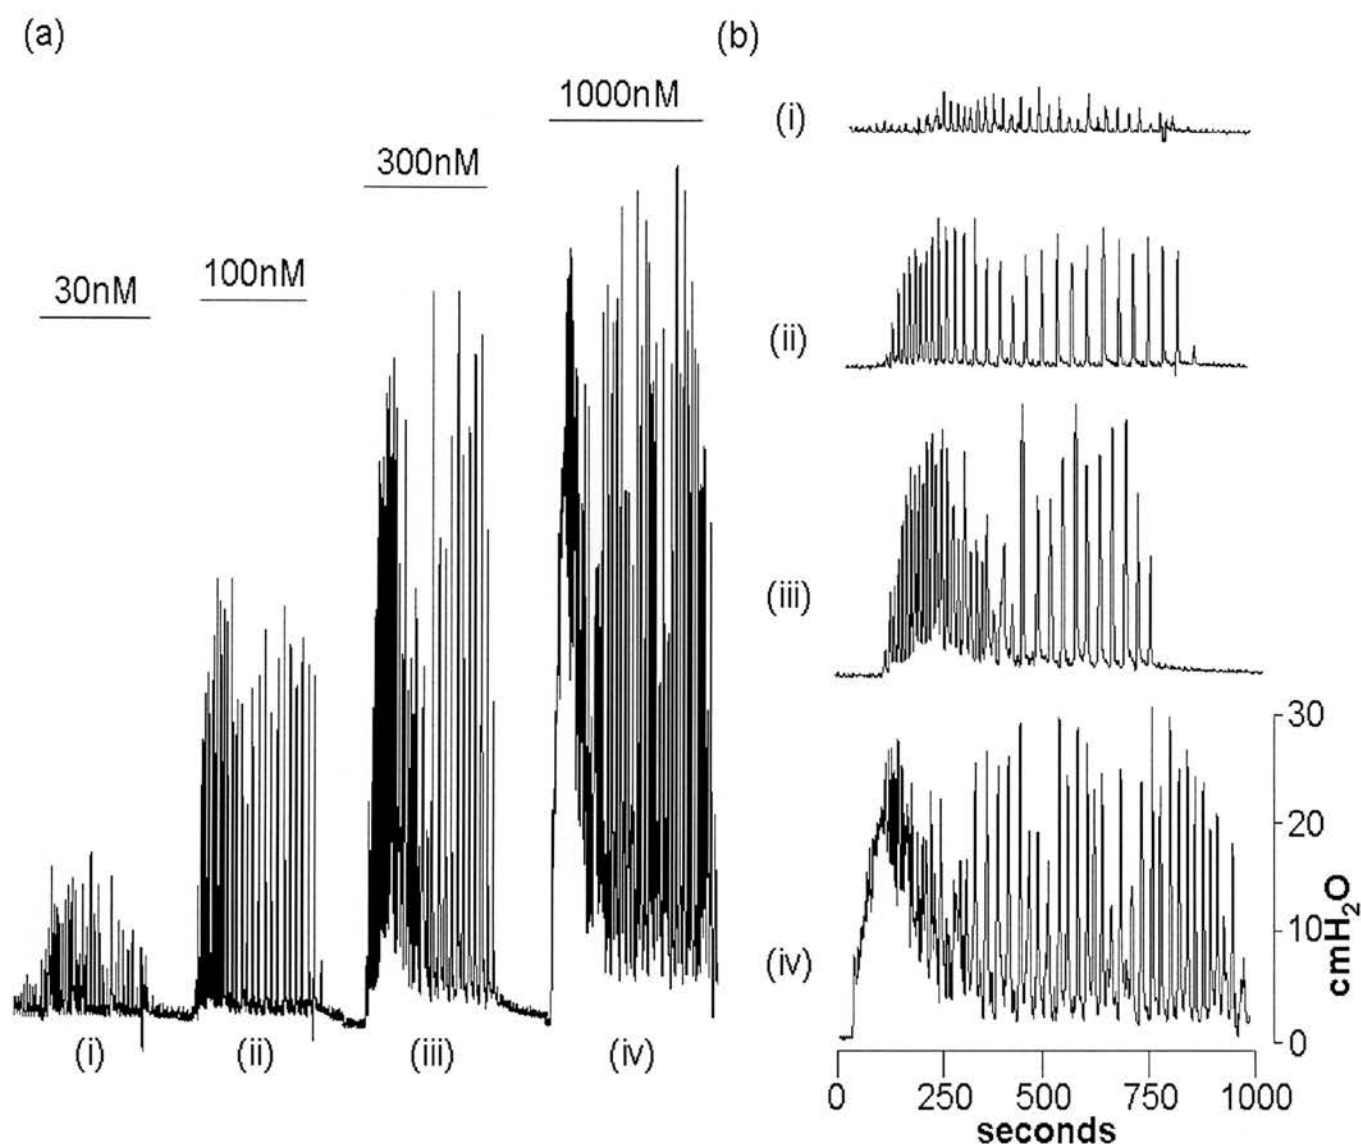 (a)
30nM
100nM
300nM
1000nM
(i)
(ii)
(iii)
(iv)
(b)
(i)
(ii)
(iii)
(iv)
30
20
10
0
cmH₂O
0 250 500 750 1000
seconds